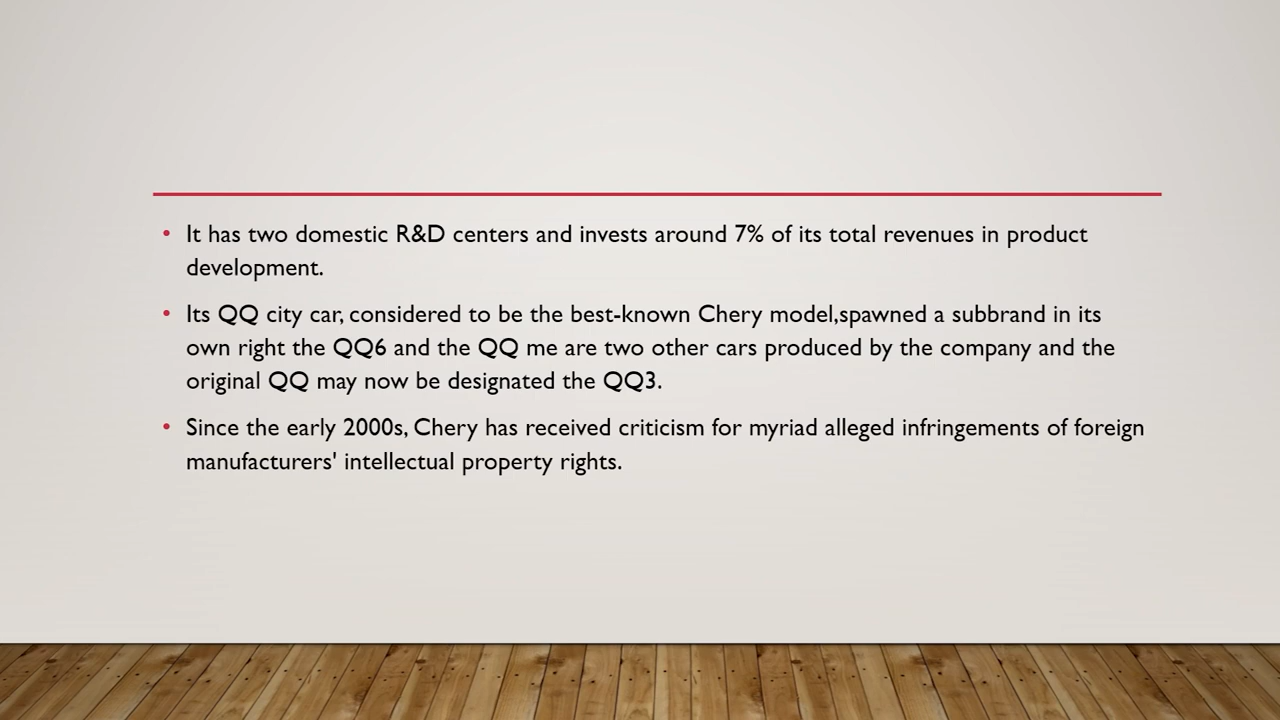 • It has two domestic R&D centers and invests around 7% of its total revenues in product
development.
• Its QQ city car, considered to be the best-known Chery model,spawned a subbrand in its
own right the QQ6 and the QQ me are two other cars produced by the company and the
original QQ may now be designated the QQ3.
• Since the early 2000s, Chery has received criticism for myriad alleged infringements of foreign
manufacturers' intellectual property rights.